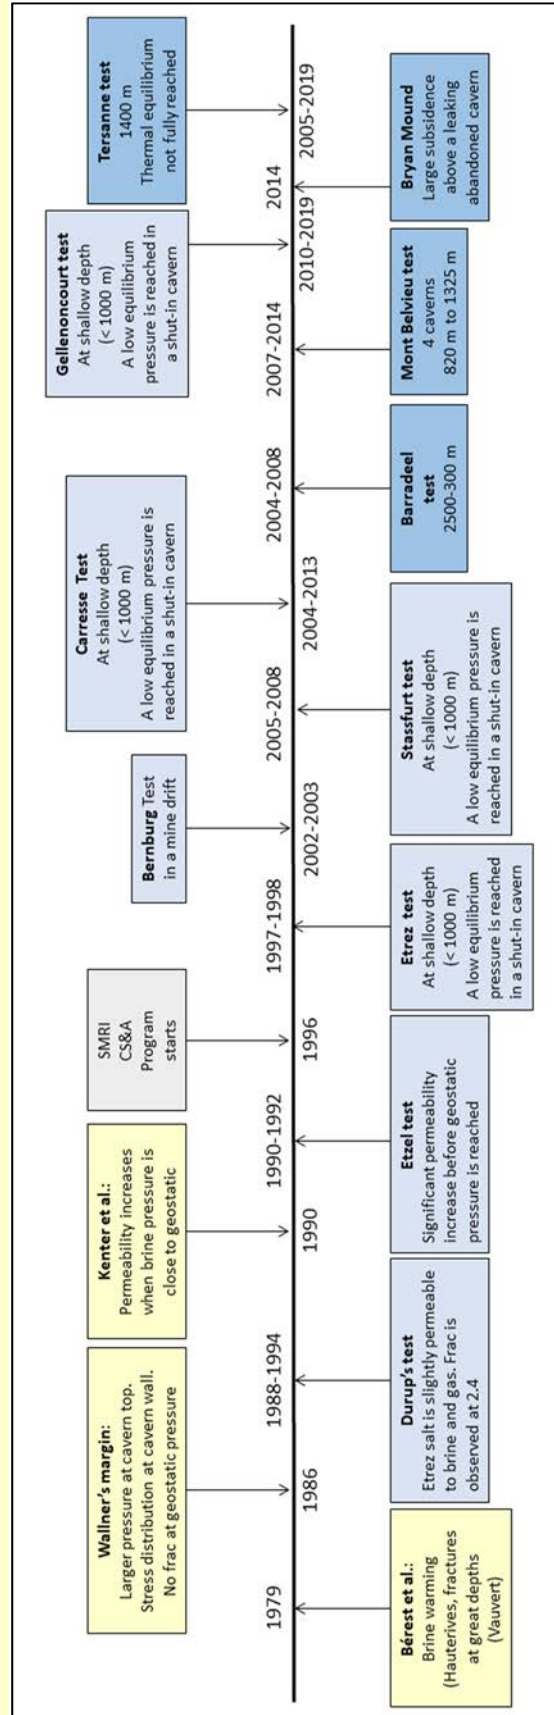 Wallner's margin:
Larger pressure at cavern top.
Stress distribution at cavern wall.
No frac at geostatic pressure
Kenter et al.:
Permeability increases
when brine pressure is
close to geostatic
SMRI
CS&A
Program
starts
Bernburg Test
in a mine drift
Carresse Test
At shallow depth
(< 1000 m)
A low equilibrium pressure is
reached in a shut-in cavern
Gellenoncourt test
At shallow depth
(< 1000 m)
A low equilibrium
pressure is reached in
a shut-in cavern
Tersanne test
1400 m
Thermal equilibrium
not fully reached
1979
1986
1988-1994
1990
1990-1992
1996
1997-1998
2002-2003
2005-2008
2004-2013
2004-2008
2007-2014
2010-2019
2014
2005-2019
Bérest et al.:
Brine warming
(Hauterives, fractures
at great depths
(Vauvert)
Durup's test
Etrez salt is slightly permeable
to brine and gas. Frac is
observed at 2.4
Etzel test
Significant permeability
increase before geostatic
pressure is reached
Etrez test
At shallow depth
(< 1000 m)
A low equilibrium
pressure is reached
in a shut-in cavern
Stassfurt test
At shallow depth
(< 1000 m)
A low equilibrium pressure is
reached in a shut-in cavern
Barradeel
test
2500-300 m
Mont Belvieu test
4 caverns
820 m to 1325 m
Bryan Mound
Large subsidence
above a leaking
abandoned cavern